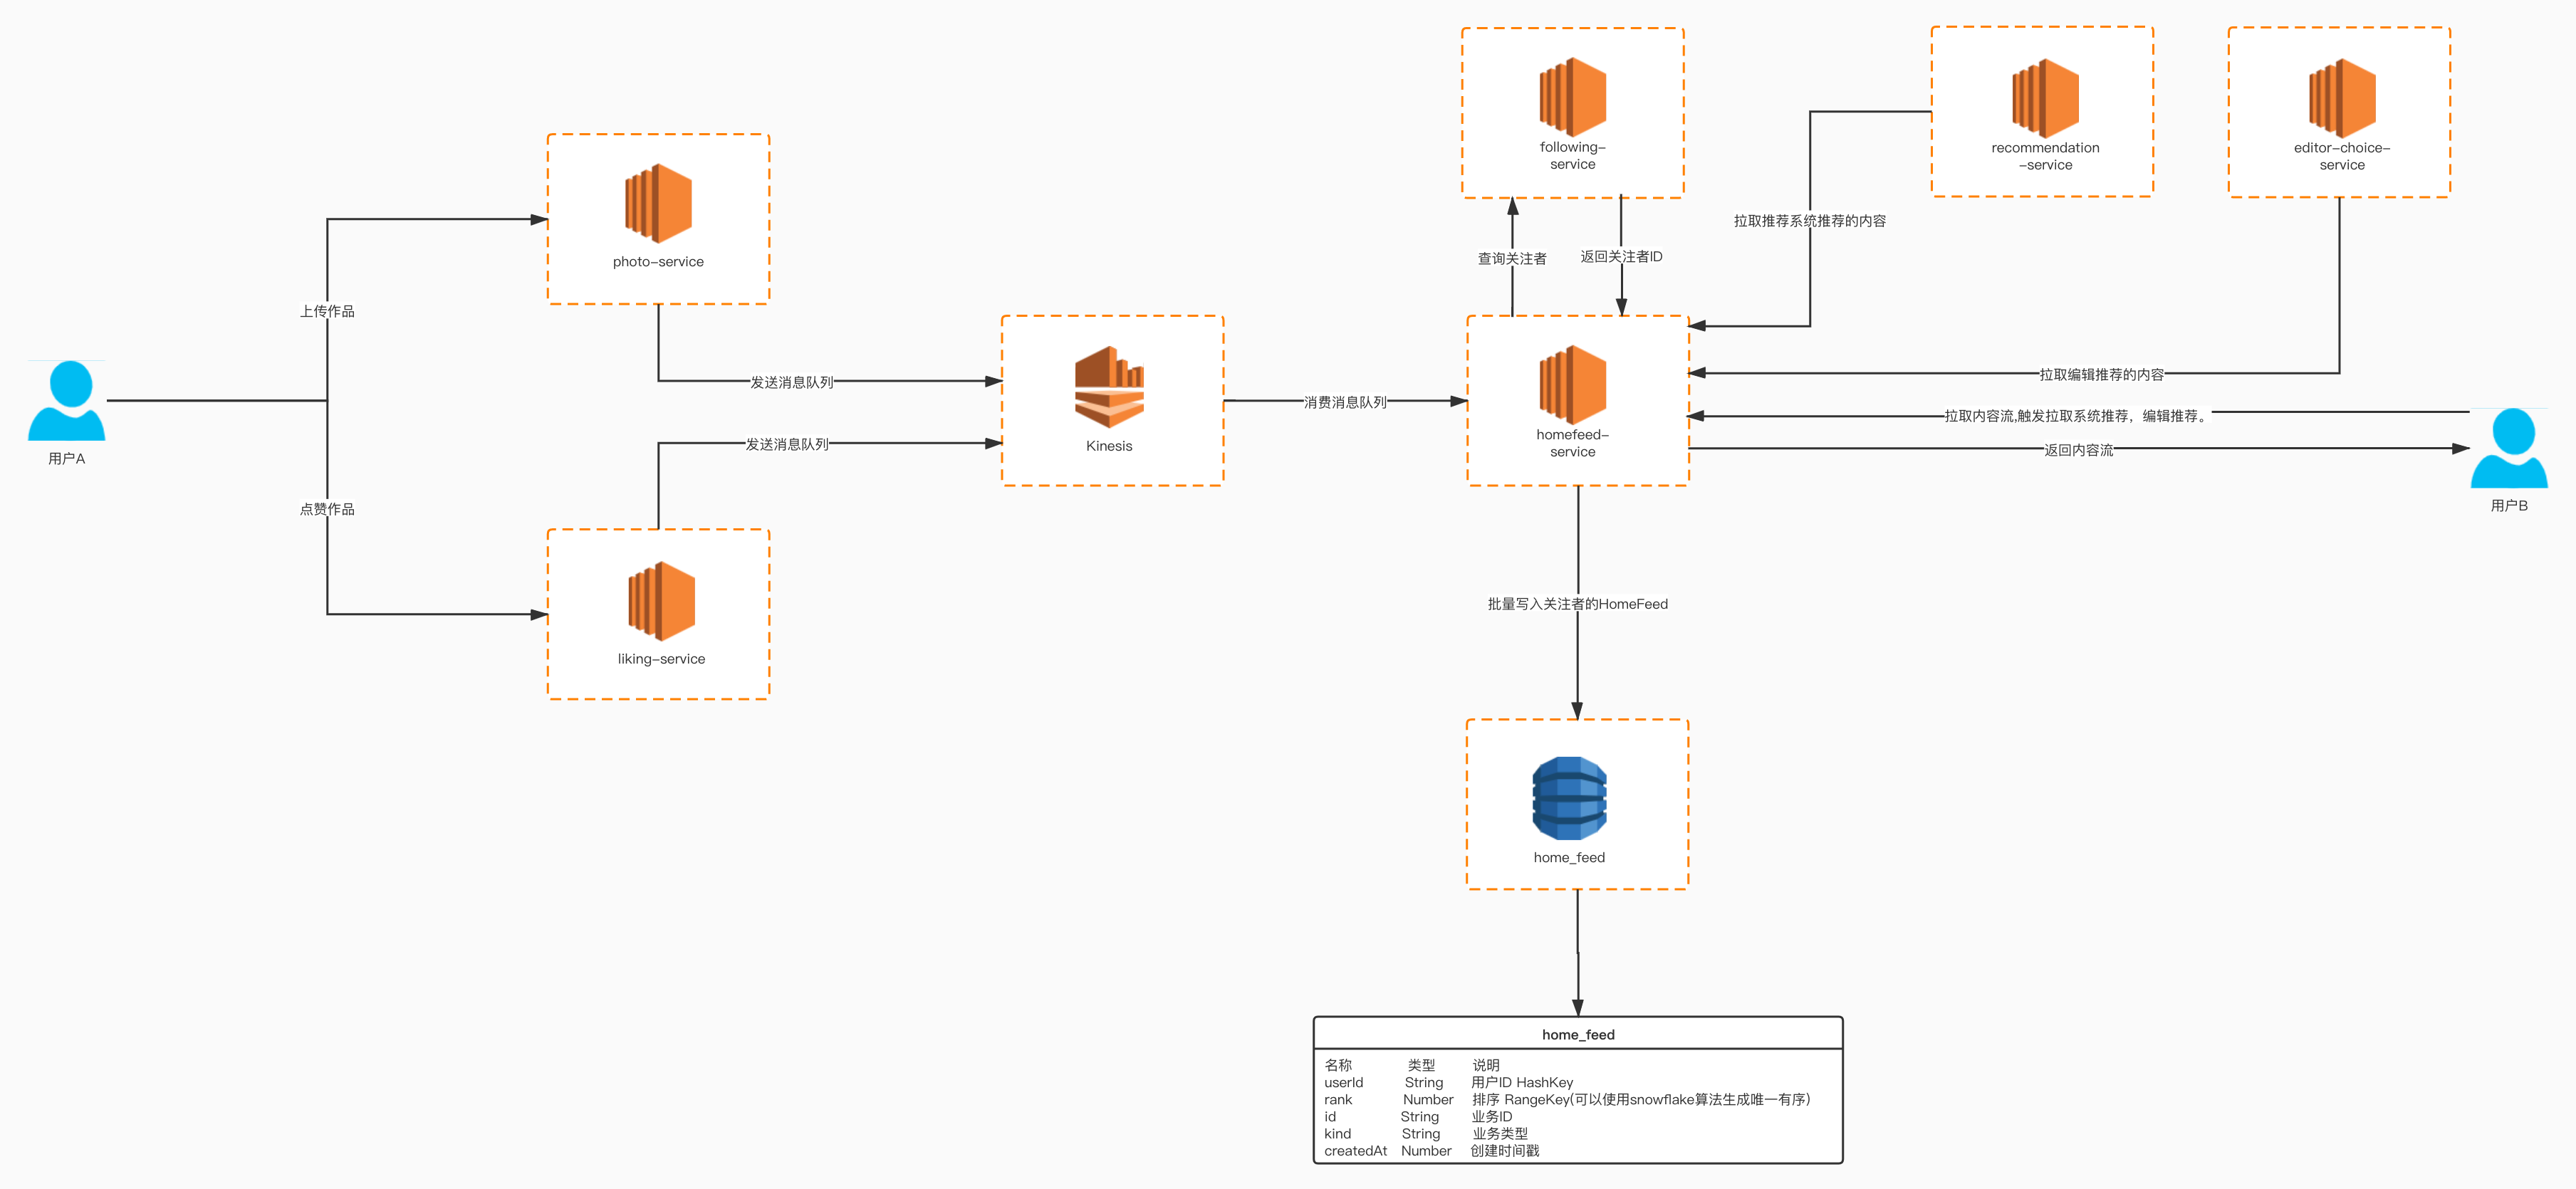 用户A
上传作品
点赞作品
photo-service
liking-service
发送消息队列
发送消息队列
Kinesis
消费消息队列
following-
service
查询关注者
返回关注者ID
homefeed-
service
recommendation
-service
拉取推荐系统推荐的内容
editor-choice-
service
拉取编辑推荐的内容
拉取内容流,触发拉取系统推荐，编辑推荐。
返回内容流
用户B
批量写入关注者的HomeFeed
home_feed
home_feed
名称 类型 说明
userId String 用户ID HashKey
rank Number 排序 RangeKey(可以使用snowflake算法生成唯一有序)
id String 业务ID
kind String 业务类型
createdAt Number 创建时间戳